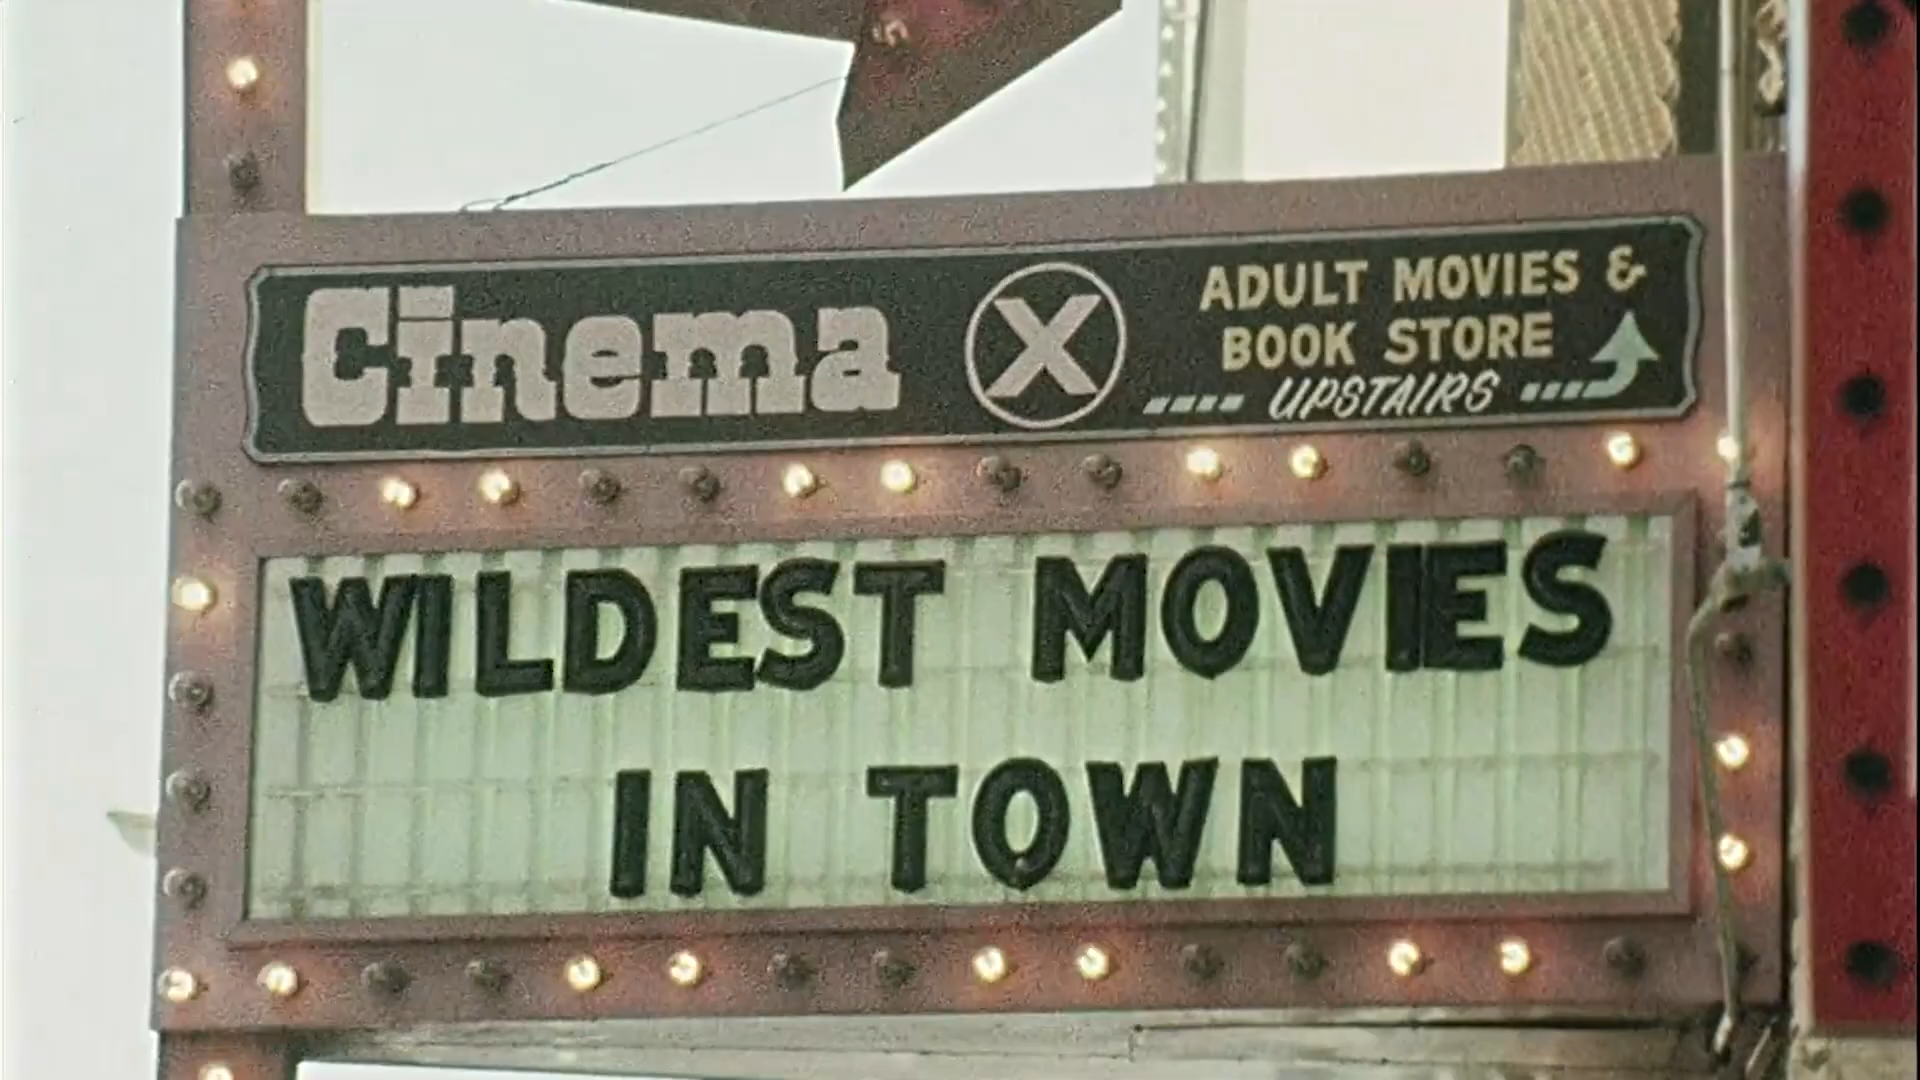 Cinema X
ADULT MOVIES &
BOOK STORE
UPSTAIRS
WILDEST MOVIES
IN TOWN